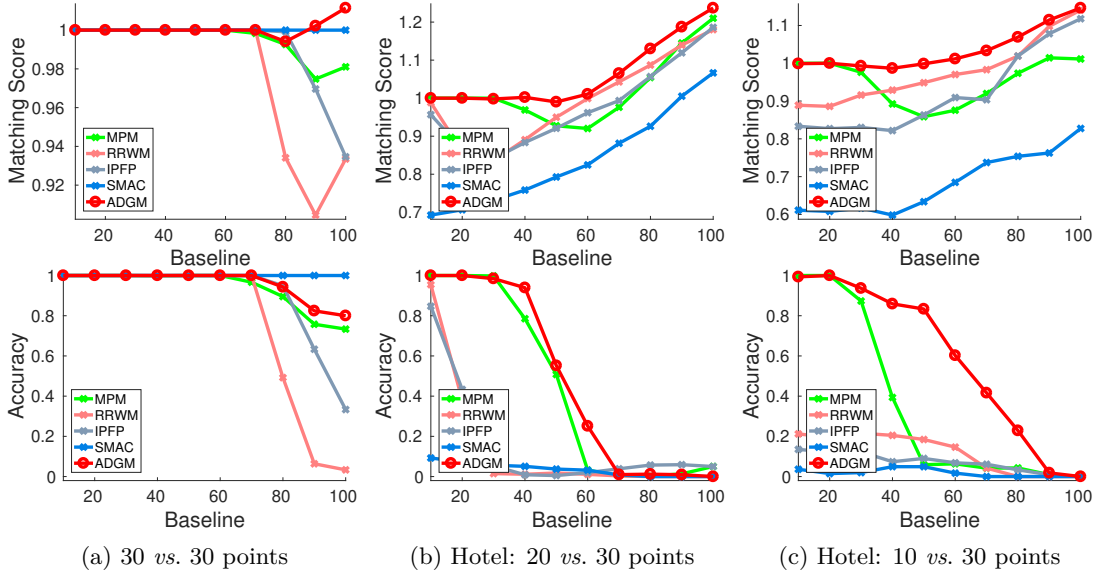 Matching Score
1
0.98
0.96
0.94
0.92
MPM
RRWM
IPFP
SMAC
ADGM
20 40 60 80 100
Baseline
Matching Score
1.2
1.1
1
0.9
0.8
0.7
MPM
RRWM
IPFP
SMAC
ADGM
20 40 60 80 100
Baseline
Matching Score
1.1
1
0.9
0.8
0.7
0.6
MPM
RRWM
IPFP
SMAC
ADGM
20 40 60 80 100
Baseline
Accuracy
1
0.8
0.6
0.4
0.2
0
MPM
RRWM
IPFP
SMAC
ADGM
20 40 60 80 100
Baseline
Accuracy
1
0.8
0.6
0.4
0.2
0
MPM
RRWM
IPFP
SMAC
ADGM
20 40 60 80 100
Baseline
Accuracy
1
0.8
0.6
0.4
0.2
0
MPM
RRWM
IPFP
SMAC
ADGM
20 40 60 80 100
Baseline
(a) 30 vs. 30 points
(b) Hotel: 20 vs. 30 points
(c) Hotel: 10 vs. 30 points